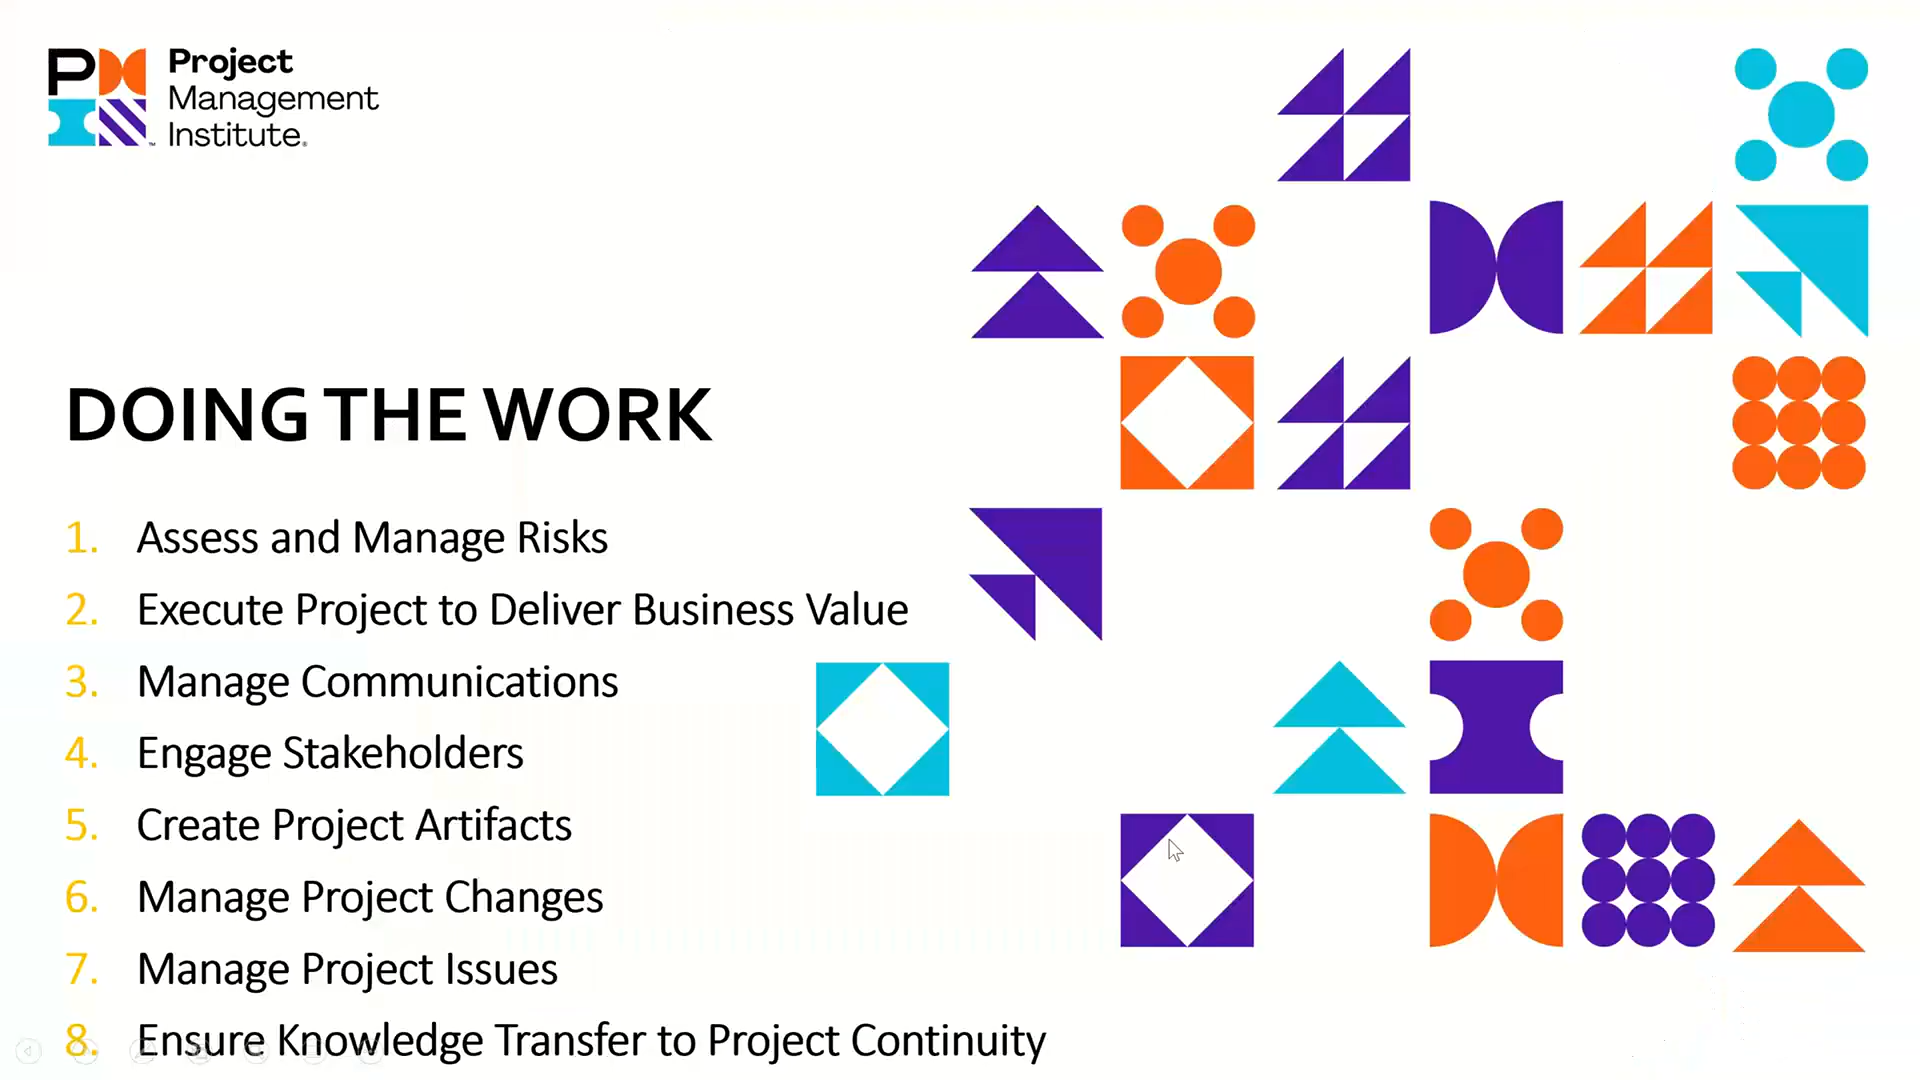 Project
Management
Institute.
DOING THE WORK
1. Assess and Manage Risks
2. Execute Project to Deliver Business Value
3. Manage Communications
4. Engage Stakeholders
5. Create Project Artifacts
6. Manage Project Changes
7. Manage Project Issues
8. Ensure Knowledge Transfer to Project Continuity